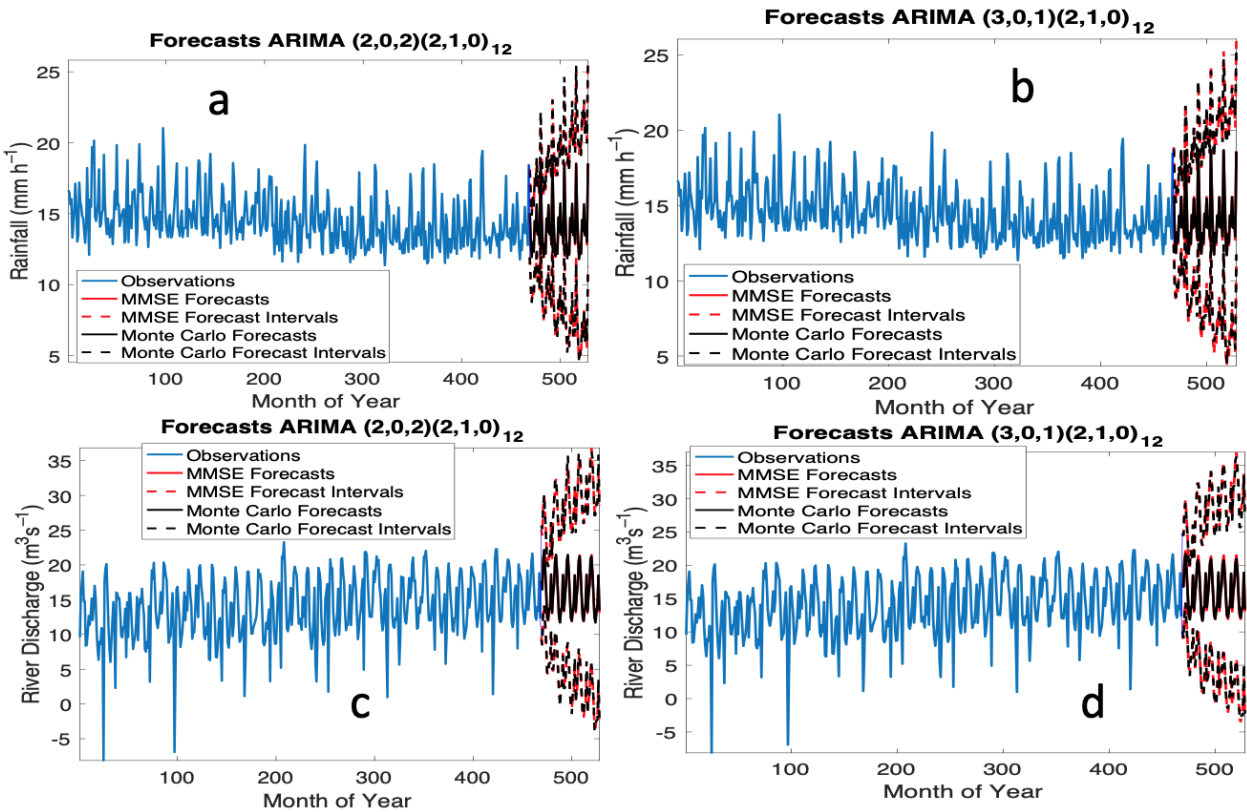 Forecasts ARIMA (2,0,2)(2,1,0)12
a
Rainfall (mm h−1)
25
20
15
10
5
Observations
MMSE Forecasts
MMSE Forecast Intervals
Monte Carlo Forecasts
Monte Carlo Forecast Intervals
100 200 300 400 500
Month of Year
Forecasts ARIMA (3,0,1)(2,1,0)12
b
Rainfall (mm h−1)
25
20
15
10
5
Observations
MMSE Forecasts
MMSE Forecast Intervals
Monte Carlo Forecasts
Monte Carlo Forecast Intervals
100 200 300 400 500
Month of Year
Forecasts ARIMA (2,0,2)(2,1,0)12
River Discharge (m3s−1)
35
30
25
20
15
10
5
0
-5
Observations
MMSE Forecasts
MMSE Forecast Intervals
Monte Carlo Forecasts
Monte Carlo Forecast Intervals
c
100 200 300 400 500
Month of Year
Forecasts ARIMA (3,0,1)(2,1,0)12
River Discharge (m3s−1)
35
30
25
20
15
10
5
0
-5
Observations
MMSE Forecasts
MMSE Forecast Intervals
Monte Carlo Forecasts
Monte Carlo Forecast Intervals
d
100 200 300 400 500
Month of Year